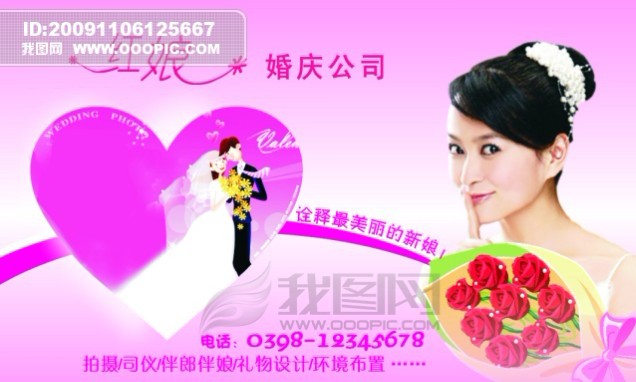 ID:20091106125667
我图网 www.OOOPIC.COM
红娘 婚庆公司
WEDDING PHOTO
诠释最美丽的新娘!
我图网
www.OOOPIC.COM
电话: 0398-12345678
拍摄/司仪/伴郎伴娘/礼物设计/环境布置 ……